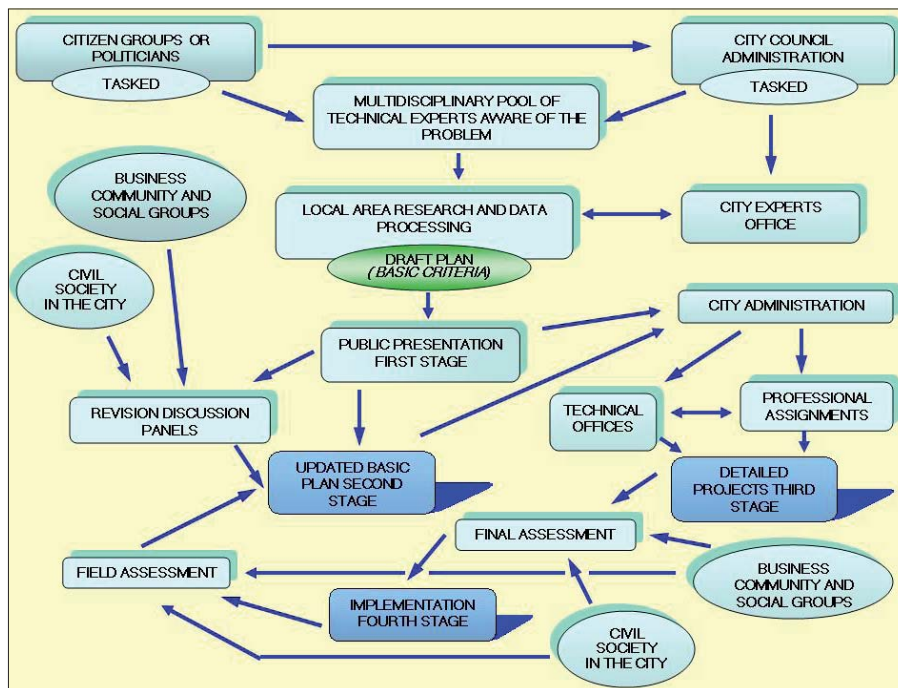 CITIZEN GROUPS OR
POLITICIANS
TASKED
CITY COUNCIL
ADMINISTRATION
TASKED
MULTIDISCIPLINARY POOL OF
TECHNICAL EXPERTS AWARE OF THE
PROBLEM
BUSINESS
COMMUNITY AND
SOCIAL GROUPS
LOCAL AREA RESEARCH AND DATA
PROCESSING
CITY EXPERTS
OFFICE
DRAFT PLAN
(BASIC CRITERIA)
CIVIL
SOCIETY
IN THE CITY
CITY ADMINISTRATION
PUBLIC PRESENTATION
FIRST STAGE
REVISION DISCUSSION
PANELS
TECHNICAL
OFFICES
PROFESSIONAL
ASSIGNMENTS
UPDATED BASIC
PLAN SECOND
STAGE
DETAILED
PROJECTS THIRD
STAGE
FINAL ASSESSMENT
FIELD ASSESSMENT
BUSINESS
COMMUNITY AND
SOCIAL GROUPS
IMPLEMENTATION
FOURTH STAGE
CIVIL
SOCIETY
IN THE CITY